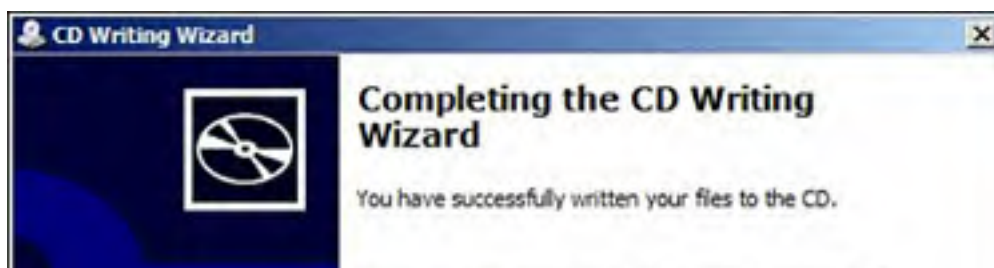 CD Writing Wizard
Completing the CD Writing
Wizard
You have successfully written your files to the CD.